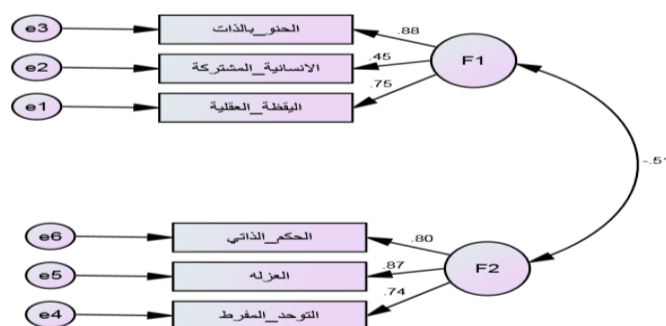 e3 الحنو_بالذات .88
e2 الانسانية_المشتركة .45 F1
e1 اليقظة_العقلية .75
-.51
e6 الحكم_الذاتي .80
e5 العزله .87 F2
e4 التوحد_المفرط .74